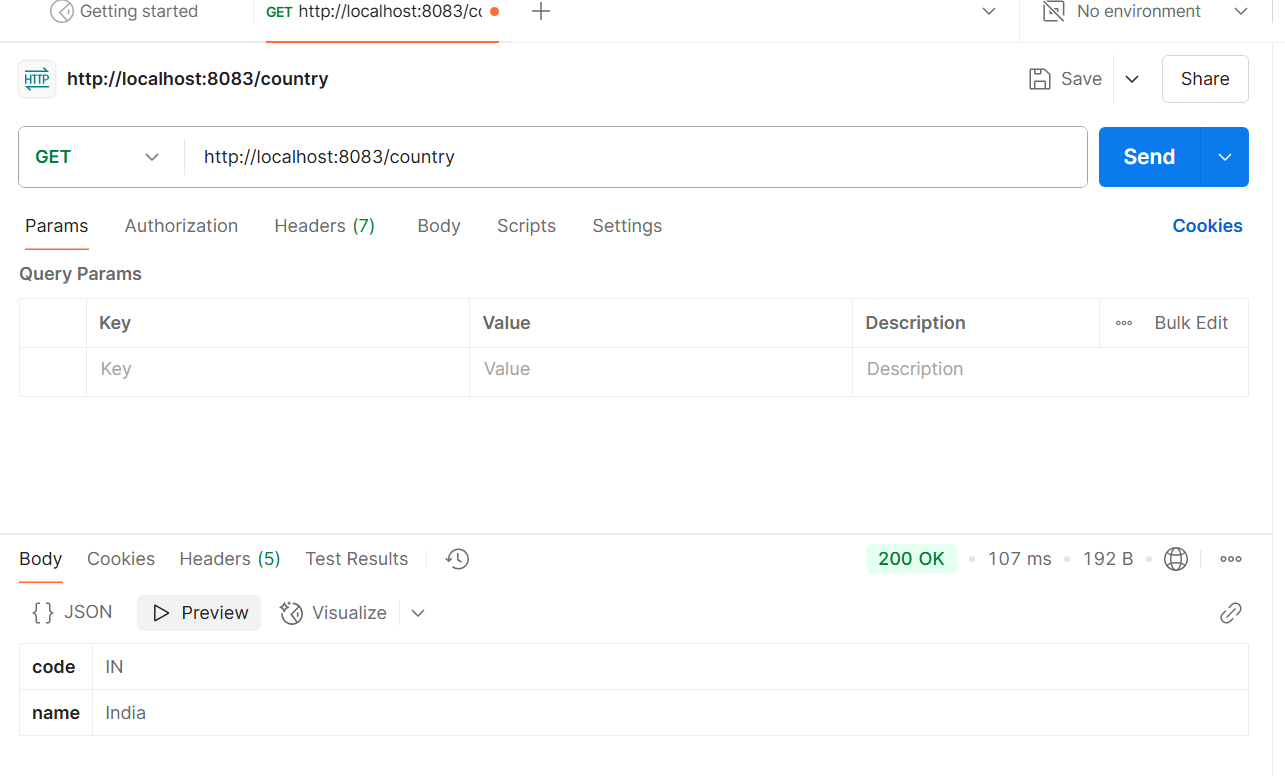 Getting started GET http://localhost:8083/cc No environment
HTTP http://localhost:8083/country Save Share
GET http://localhost:8083/country Send
Params Authorization Headers (7) Body Scripts Settings Cookies
Query Params
Key Value Description Bulk Edit
Key Value Description
Body Cookies Headers (5) Test Results 200 OK 107 ms 192 B
{} JSON Preview Visualize
code IN
name India